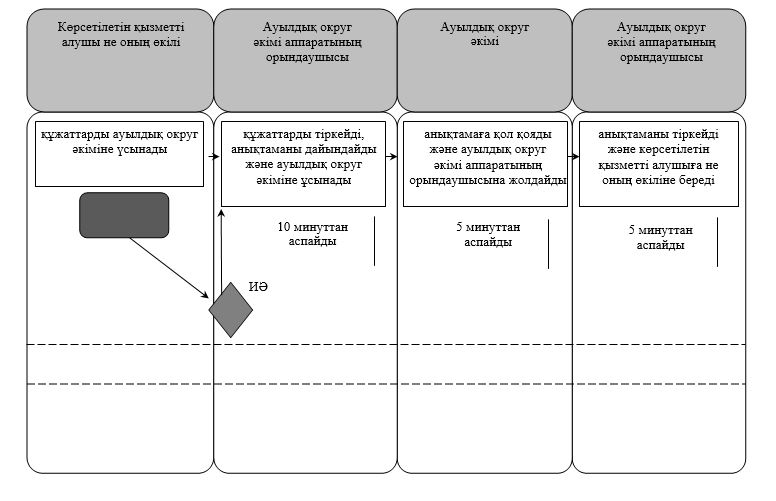 Көрсетілетін қызметті
алушы не оның өкілі
Ауылдық округ
әкімі аппаратының
орындаушысы
Ауылдық округ
әкімі
Ауылдық округ
әкімі аппаратының
орындаушысы
құжаттарды ауылдық округ
әкіміне ұсынады
құжаттарды тіркейді,
анықтаманы дайындайды
және ауылдық округ
әкіміне ұсынады
анықтамаға қол қояды
және ауылдық округ
әкімі аппаратының
орындаушысына жолдайды
анықтаманы тіркейді
және көрсетілетін
қызметті алушыға не
оның өкіліне береді
10 минуттан
аспайды
5 минуттан
аспайды
5 минуттан
аспайды
ИӘ